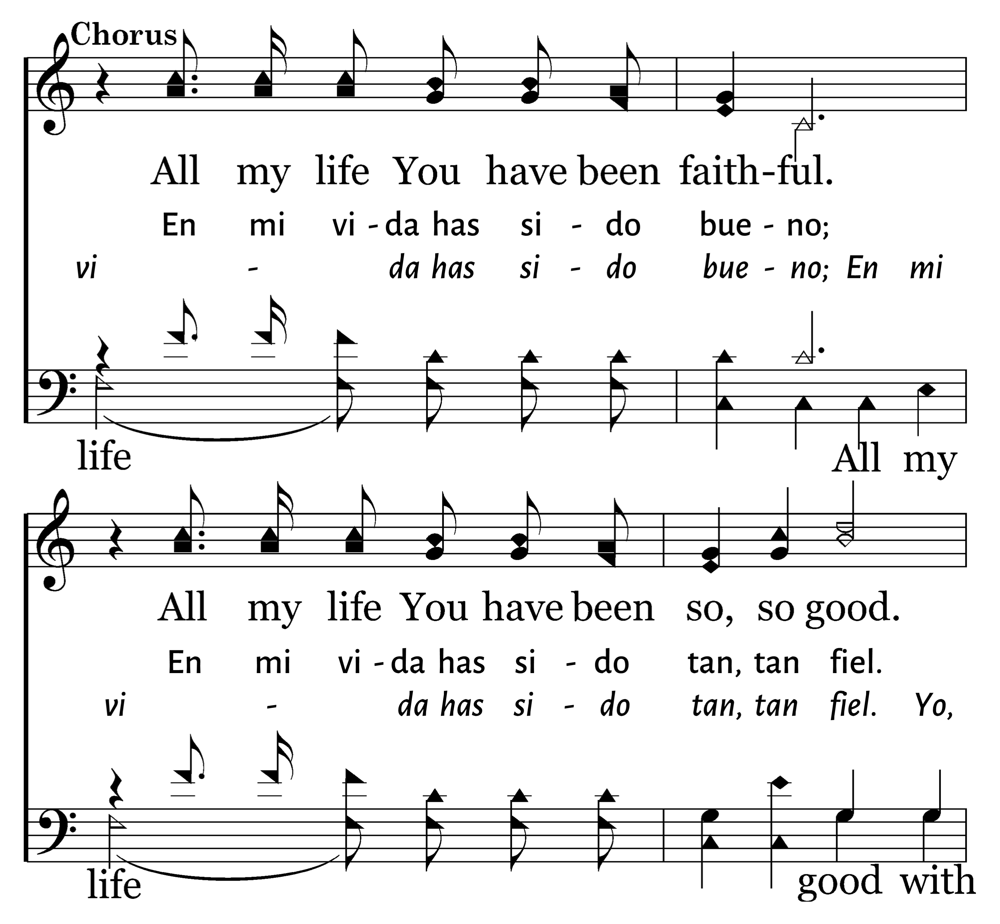 Chorus
All my life You have been faith-ful.
En mi vi - da has si - do bue - no;
vi - da has si - do bue - no; En mi
life All my
All my life You have been so, so good.
En mi vi - da has si - do tan, tan fiel.
vi - da has si - do tan, tan fiel. Yo,
life good with